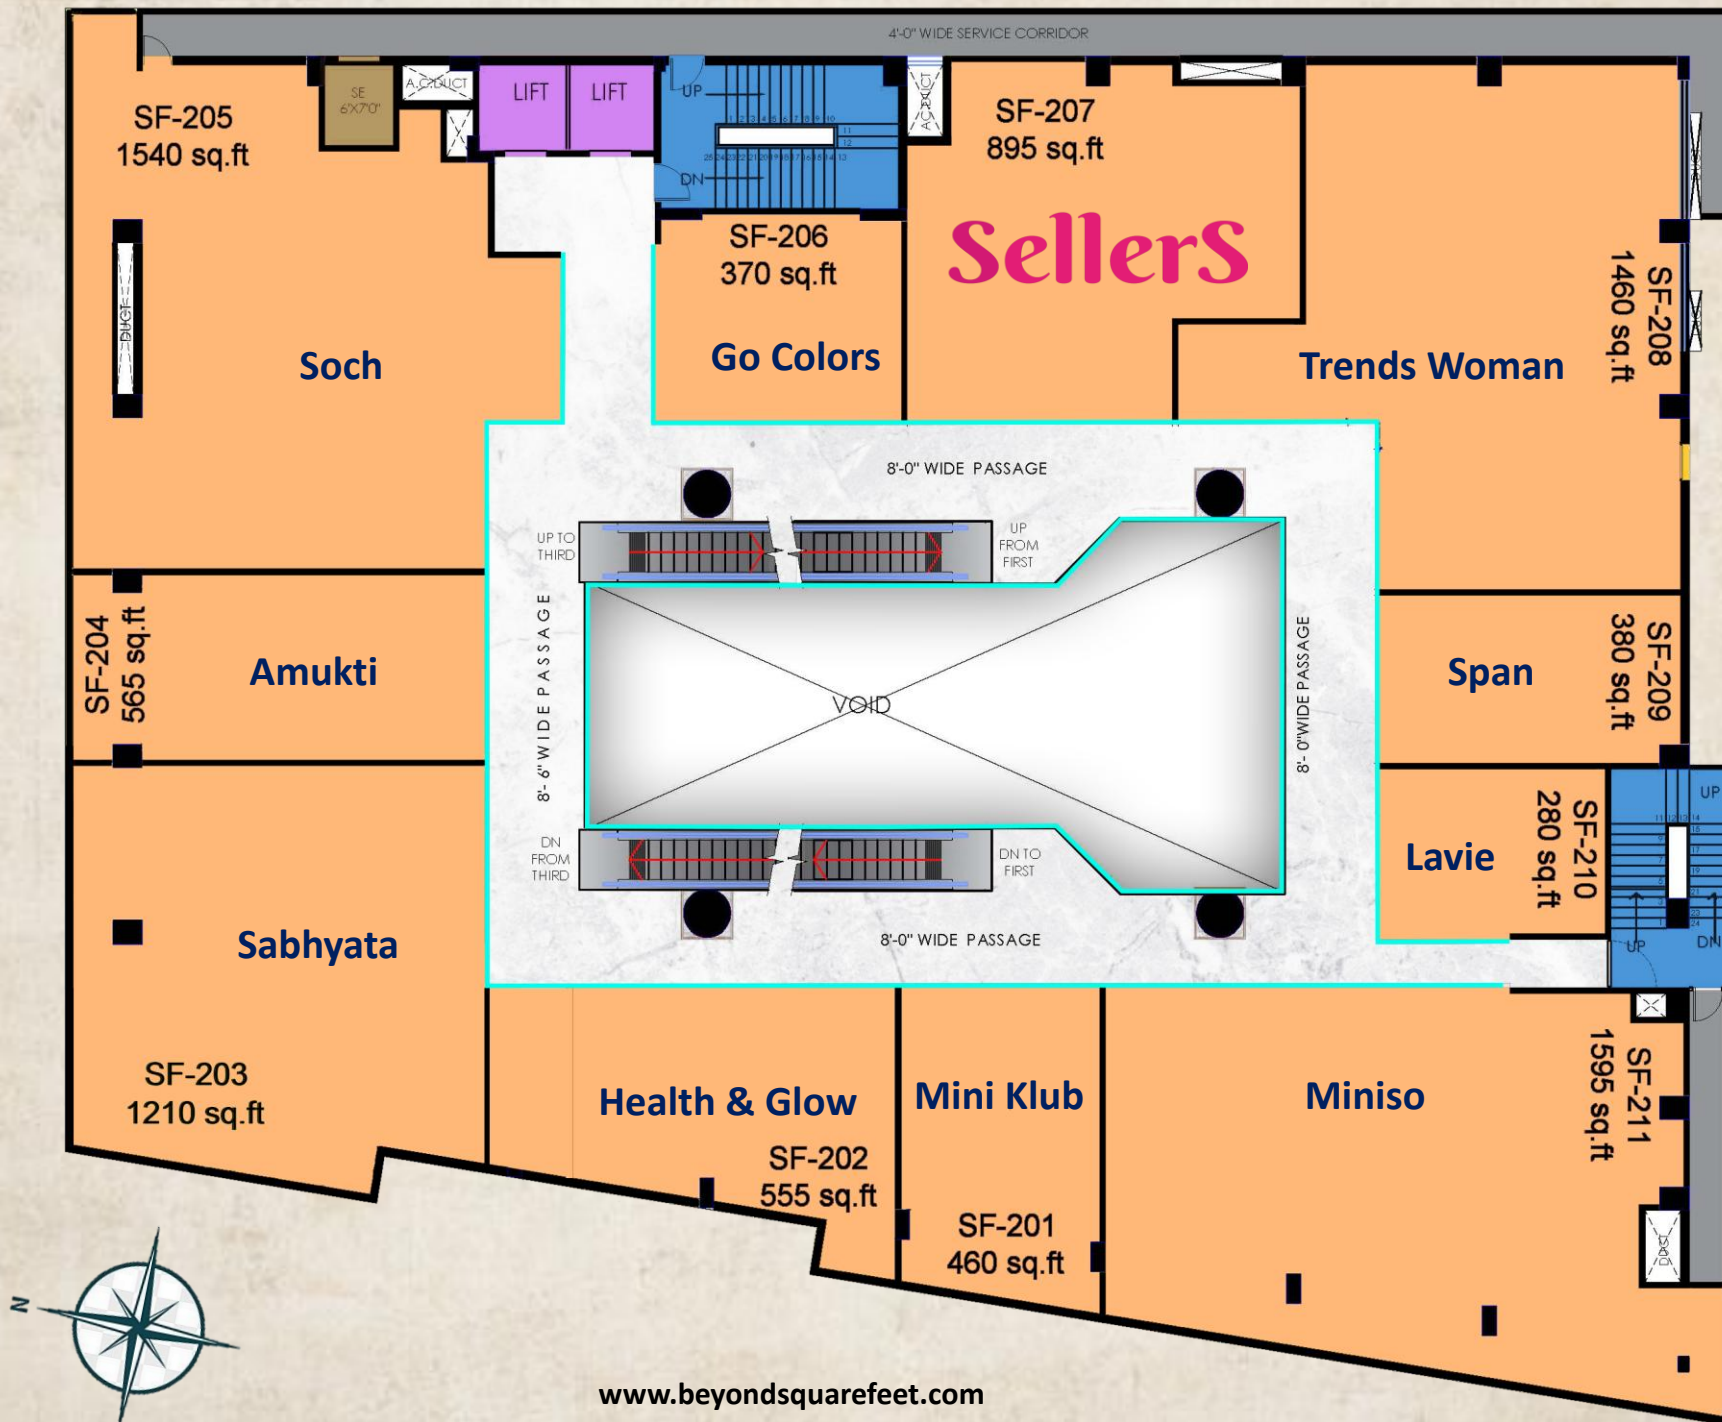 4'-0" WIDE SERVICE CORRIDOR
SF-205
1540 sq.ft
SE
6'X7'0"
A.C.DUCT
LIFT
LIFT
UP
DN
SF-207
895 sq.ft
SellerS
SF-206
370 sq.ft
SF-208
1460 sq.ft
DUCT
Soch
Go Colors
Trends Woman
8'-0" WIDE PASSAGE
UP TO
THIRD
UP
FROM
FIRST
SF-204
565 sq.ft
Amukti
8'- 6" WIDE PASSAGE
VOID
8'- 0"WIDE PASSAGE
Span
SF-209
380 sq.ft
DN
FROM
THIRD
DN TO
FIRST
Lavie
SF-210
280 sq.ft
UP
UP
DN
Sabhyata
8'-0" WIDE PASSAGE
SF-203
1210 sq.ft
Health & Glow
SF-202
555 sq.ft
Mini Klub
SF-201
460 sq.ft
Miniso
SF-211
1595 sq.ft
DUCT
N
www.beyondsquarefeet.com